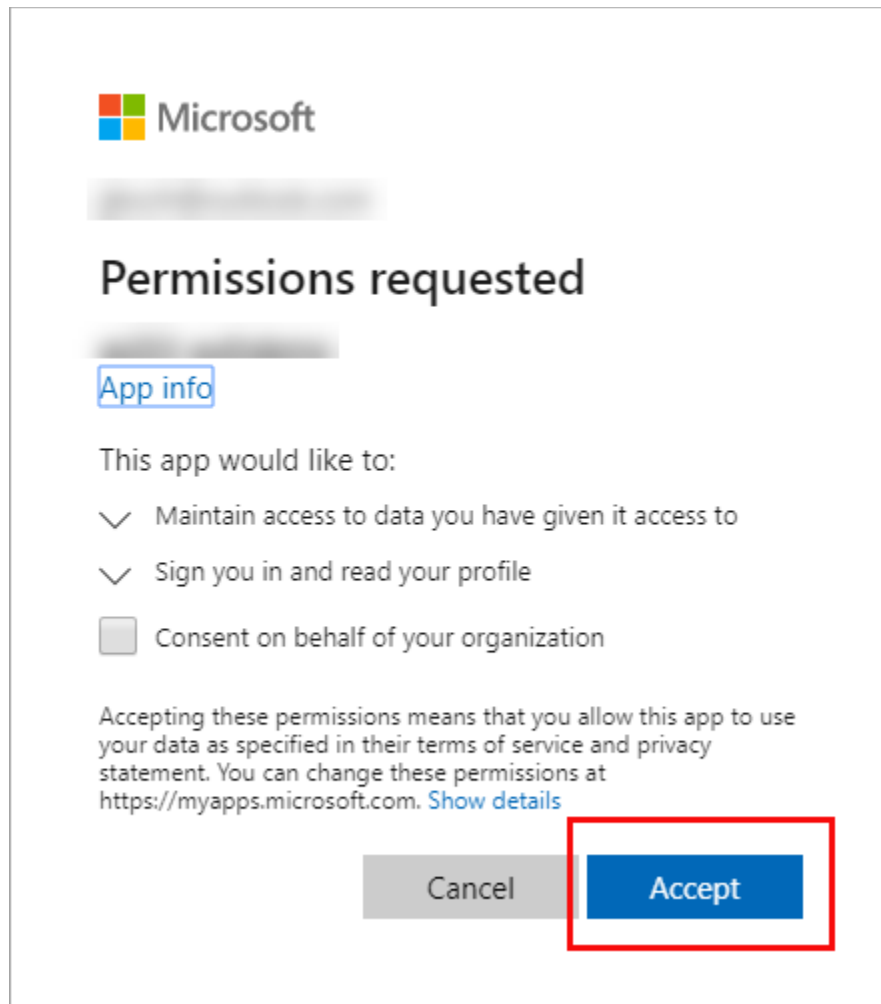 Microsoft
Permissions requested
App info
This app would like to:
Maintain access to data you have given it access to
Sign you in and read your profile
Consent on behalf of your organization
Accepting these permissions means that you allow this app to use
your data as specified in their terms of service and privacy
statement. You can change these permissions at
https://myapps.microsoft.com. Show details
Cancel Accept